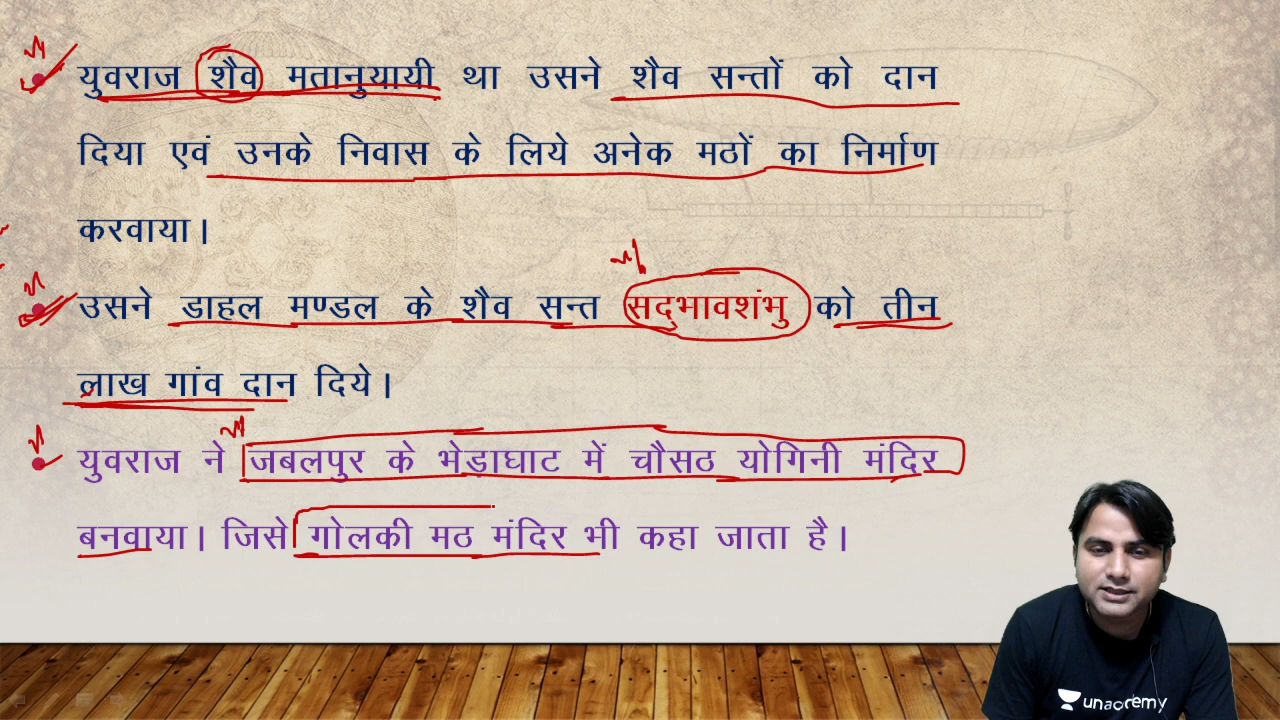 युवराज शैव मतानुयायी था उसने शैव सन्तों को दान
दिया एवं उनके निवास के लिये अनेक मठों का निर्माण
करवाया।
उसने डाहल मण्डल के शैव सन्त सद्भावशंभु को तीन
लाख गांव दान दिये।
युवराज ने जबलपुर के भेड़ाघाट में चौसठ योगिनी मंदिर
बनवाया। जिसे गोलकी मठ मंदिर भी कहा जाता है।
unacademy